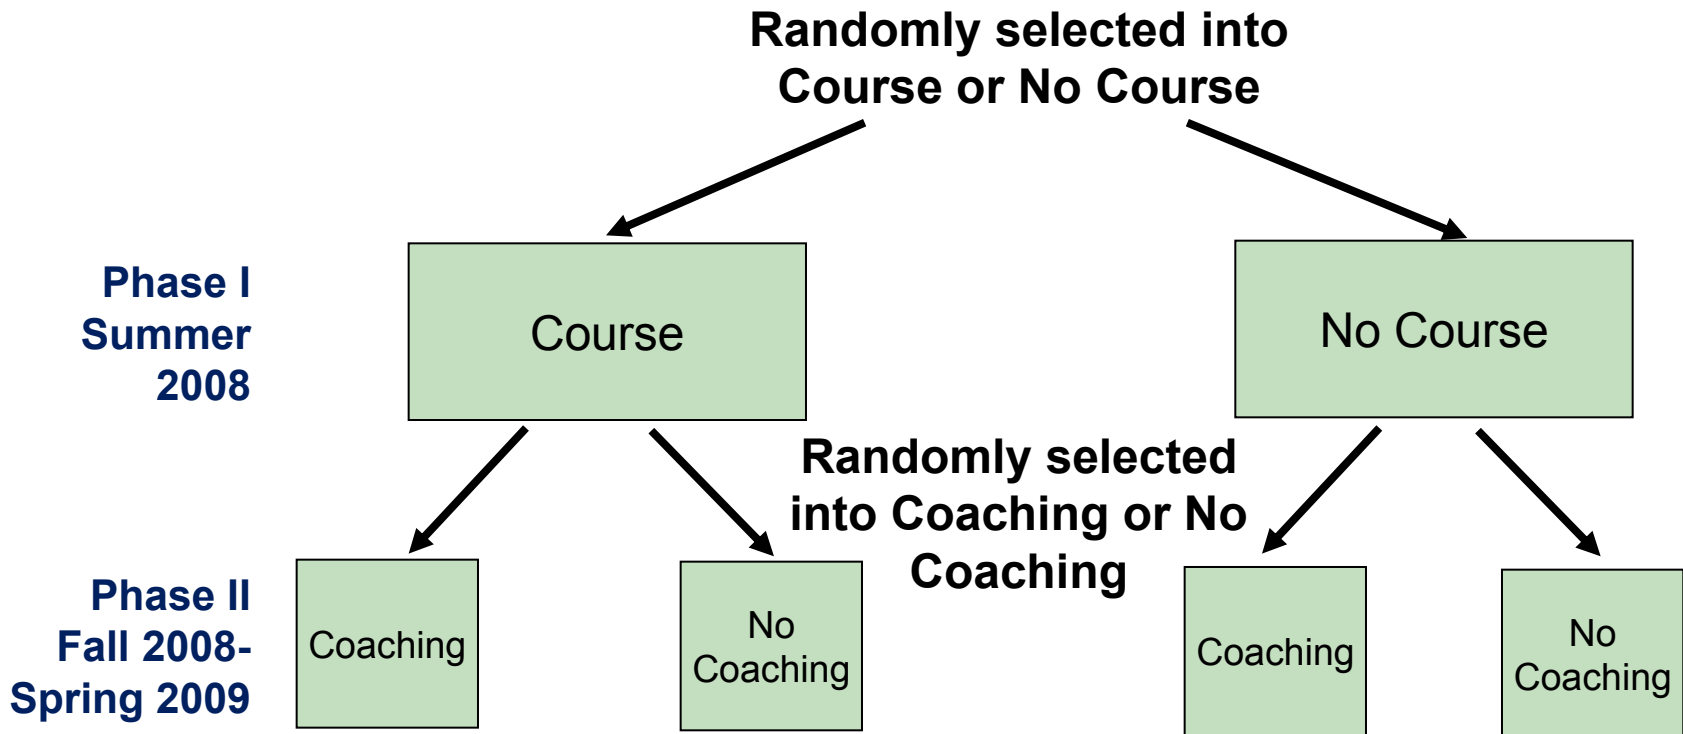 Randomly selected into
Course or No Course
Phase I
Summer
2008
Course
No Course
Randomly selected
into Coaching or No
Coaching
Phase II
Fall 2008-
Spring 2009
Coaching
No
Coaching
Coaching
No
Coaching